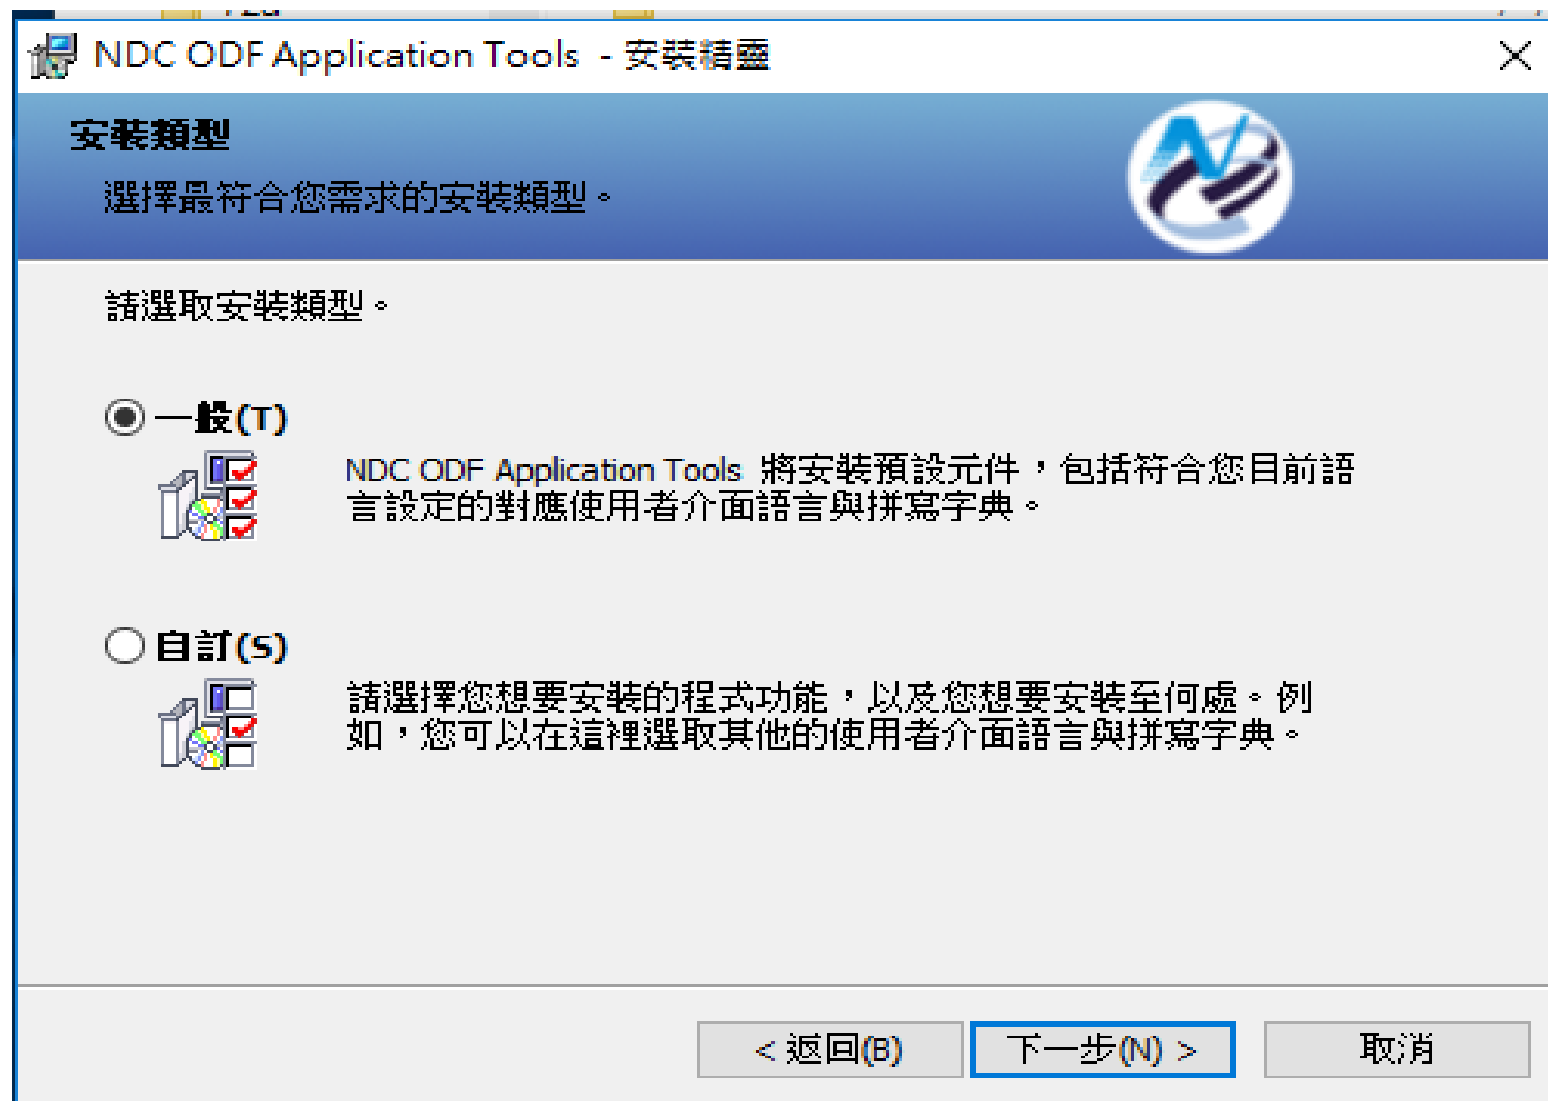 NDC ODF Application Tools - 安裝精靈
安裝類型
選擇最符合您需求的安裝類型。
請選取安裝類型。
一般(T)
NDC ODF Application Tools 將安裝預設元件，包括符合您目前語
言設定的對應使用者介面語言與拼寫字典。
自訂(S)
請選擇您想要安裝的程式功能，以及您想要安裝至何處。例
如，您可以在這裡選取其他的使用者介面語言與拼寫字典。
< 返回(B)
下一步(N) >
取消